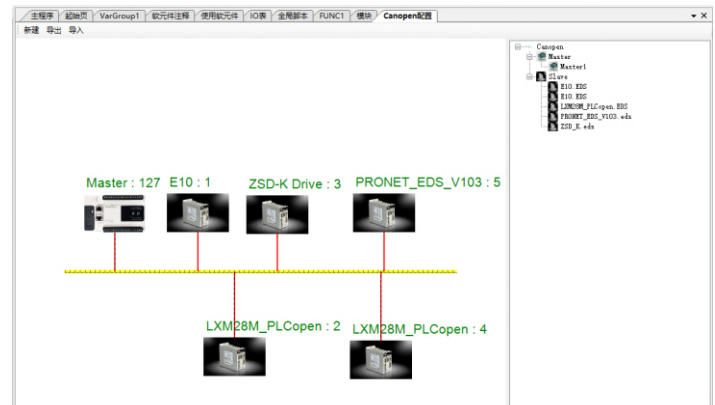 主程序 起始页 VarGroup1 软元件注释 使用软元件 IO表 全局脚本 FUNC1 模块 Canopen配置
新建 导出 导入
Canopen
Master
Master1
Slave
E10.EDS
E10.EDS
LXM28M_PLCopen.EDS
PRONET_EDS_V103.eds
ZSD_K.eds
Master : 127 E10 : 1 ZSD-K Drive : 3 PRONET_EDS_V103 : 5
LXM28M_PLCopen : 2 LXM28M_PLCopen : 4